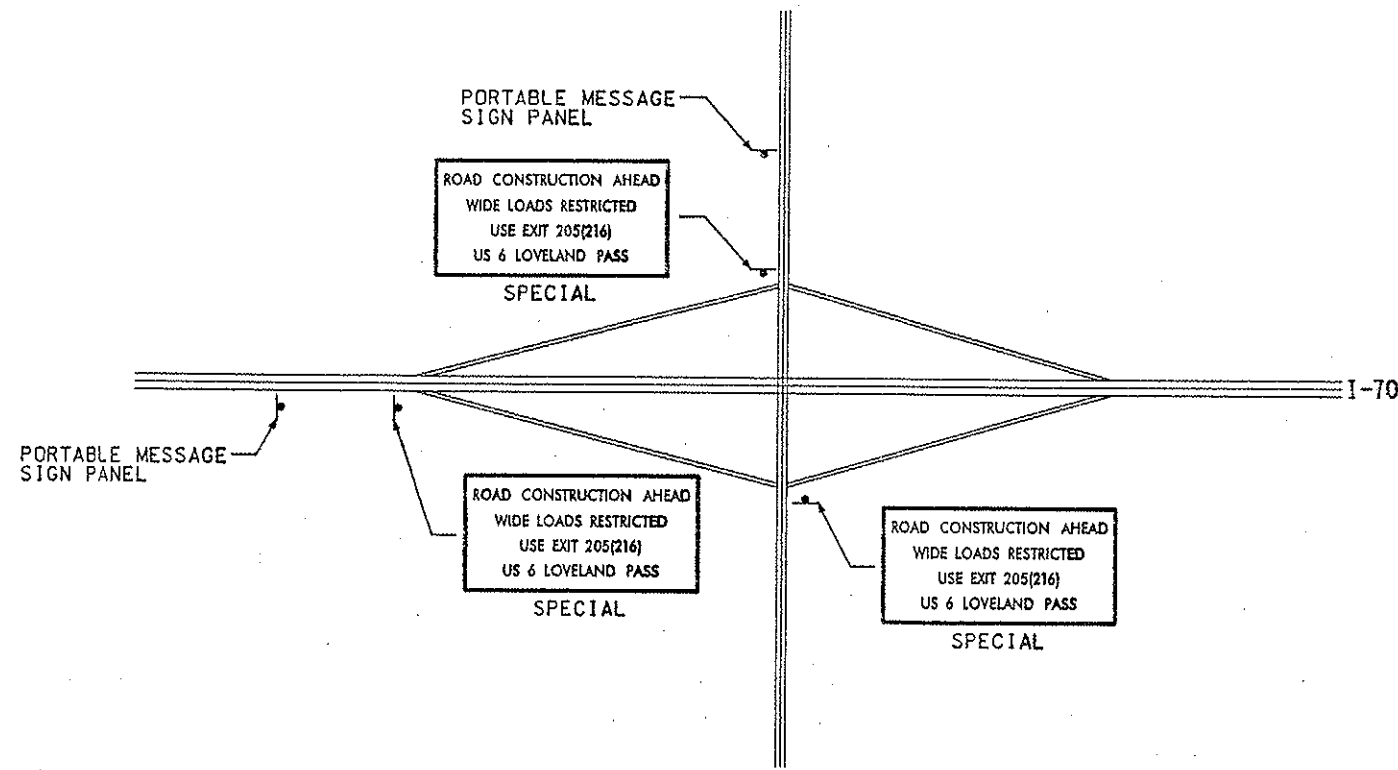 PORTABLE MESSAGE
SIGN PANEL
ROAD CONSTRUCTION AHEAD
WIDE LOADS RESTRICTED
USE EXIT 205(216)
US 6 LOVELAND PASS
SPECIAL
I-70
PORTABLE MESSAGE
SIGN PANEL
ROAD CONSTRUCTION AHEAD
WIDE LOADS RESTRICTED
USE EXIT 205(216)
US 6 LOVELAND PASS
SPECIAL
ROAD CONSTRUCTION AHEAD
WIDE LOADS RESTRICTED
USE EXIT 205(216)
US 6 LOVELAND PASS
SPECIAL